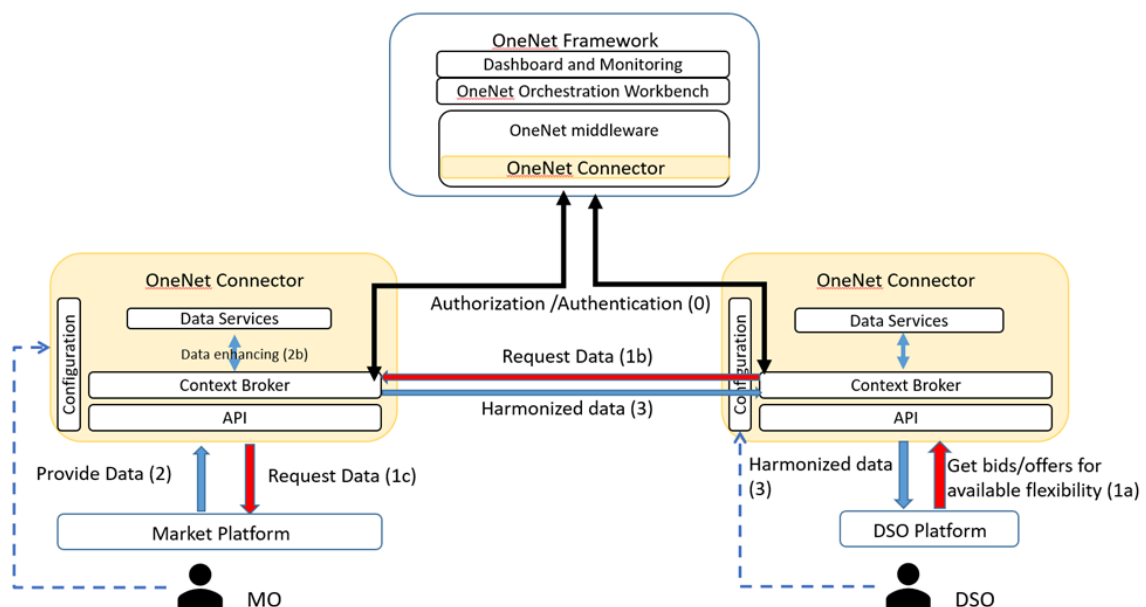 OneNet Framework
Dashboard and Monitoring
OneNet Orchestration Workbench
OneNet middleware
OneNet Connector
OneNet Connector
Configuration
Data Services
Data enhancing (2b)
Context Broker
API
Provide Data (2)
Request Data (1c)
Market Platform
MO
Authorization /Authentication (0)
Request Data (1b)
Harmonized data (3)
OneNet Connector
Configuration
Data Services
Context Broker
API
Harmonized data
(3)
Get bids/offers for
available flexibility (1a)
DSO Platform
DSO